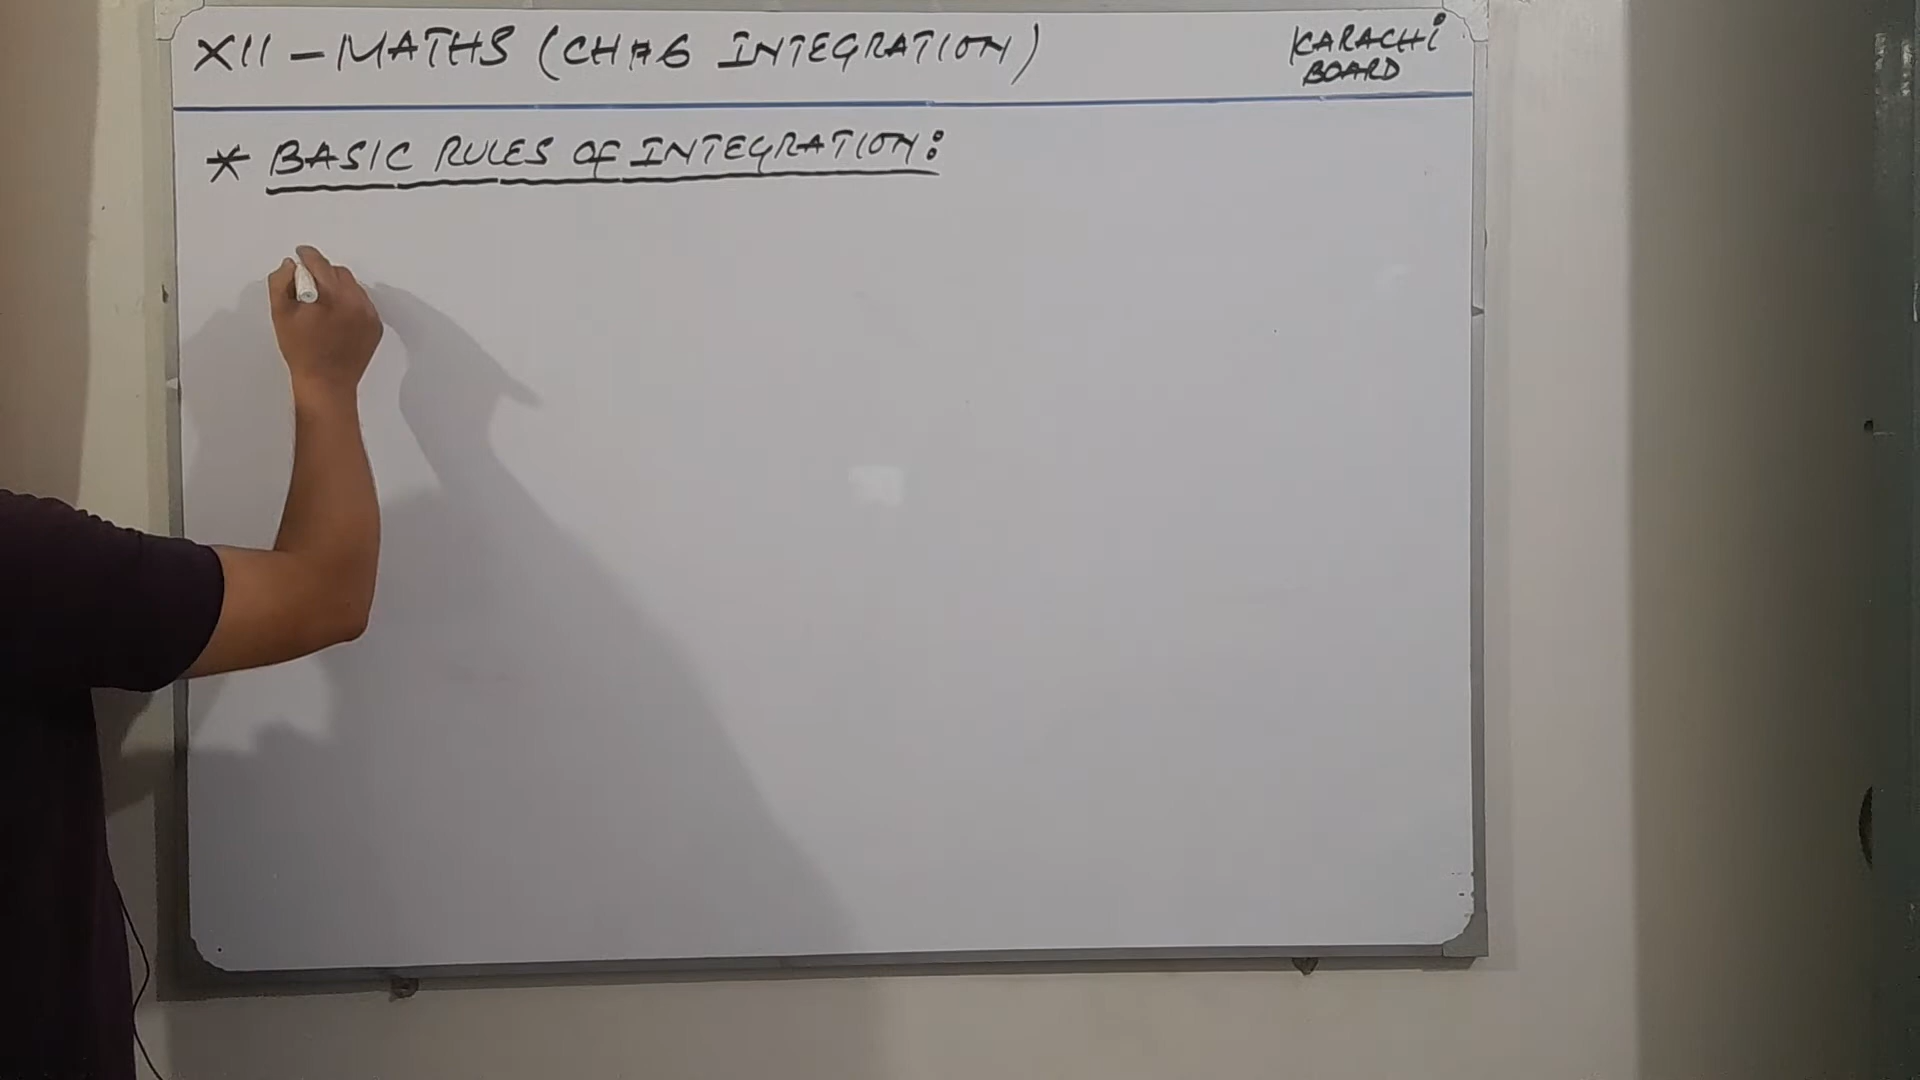 XII - MATHS (CH#6 INTEGRATION)
KARACHi
BOARD
* BASIC RULES OF INTEGRATION: